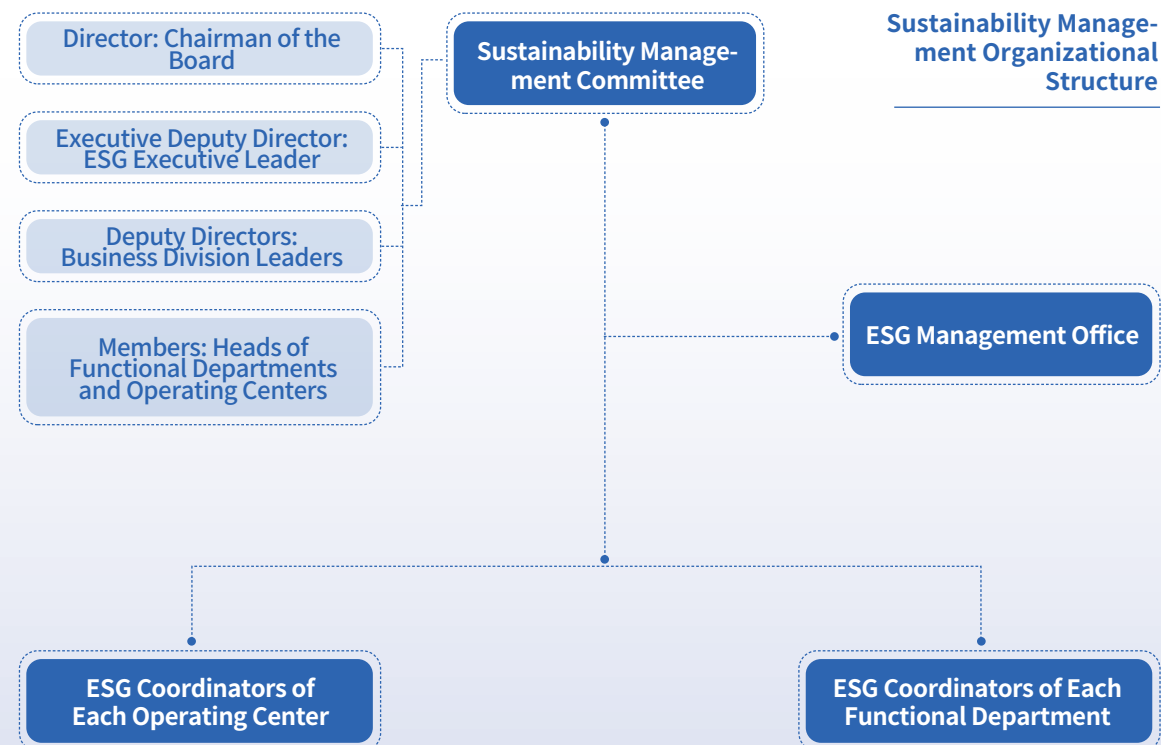 Sustainability Manage-
ment Organizational
Structure
Sustainability Manage-
ment Committee
Director: Chairman of the
Board
Executive Deputy Director:
ESG Executive Leader
Deputy Directors:
Business Division Leaders
Members: Heads of
Functional Departments
and Operating Centers
ESG Management Office
ESG Coordinators of
Each Operating Center
ESG Coordinators of Each
Functional Department